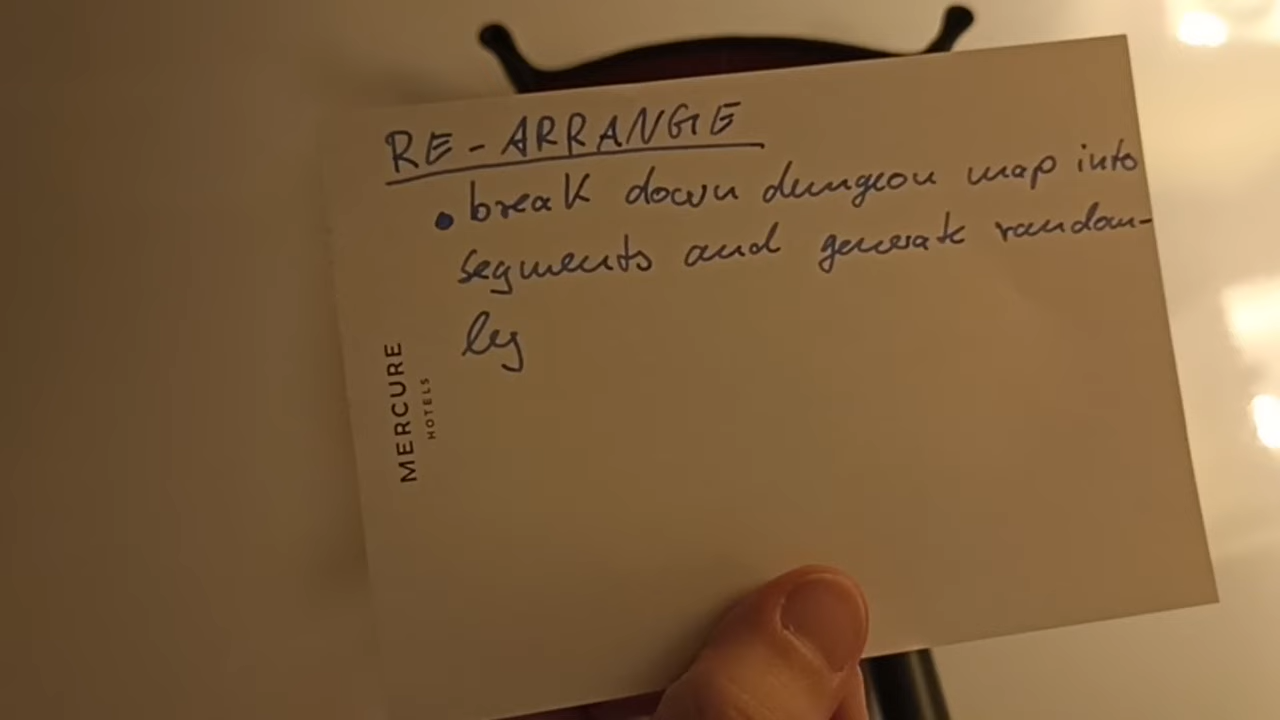 RE-ARRANGE
• break down dungeon map into
segments and generate random-
ly
MERCURE
HOTELS